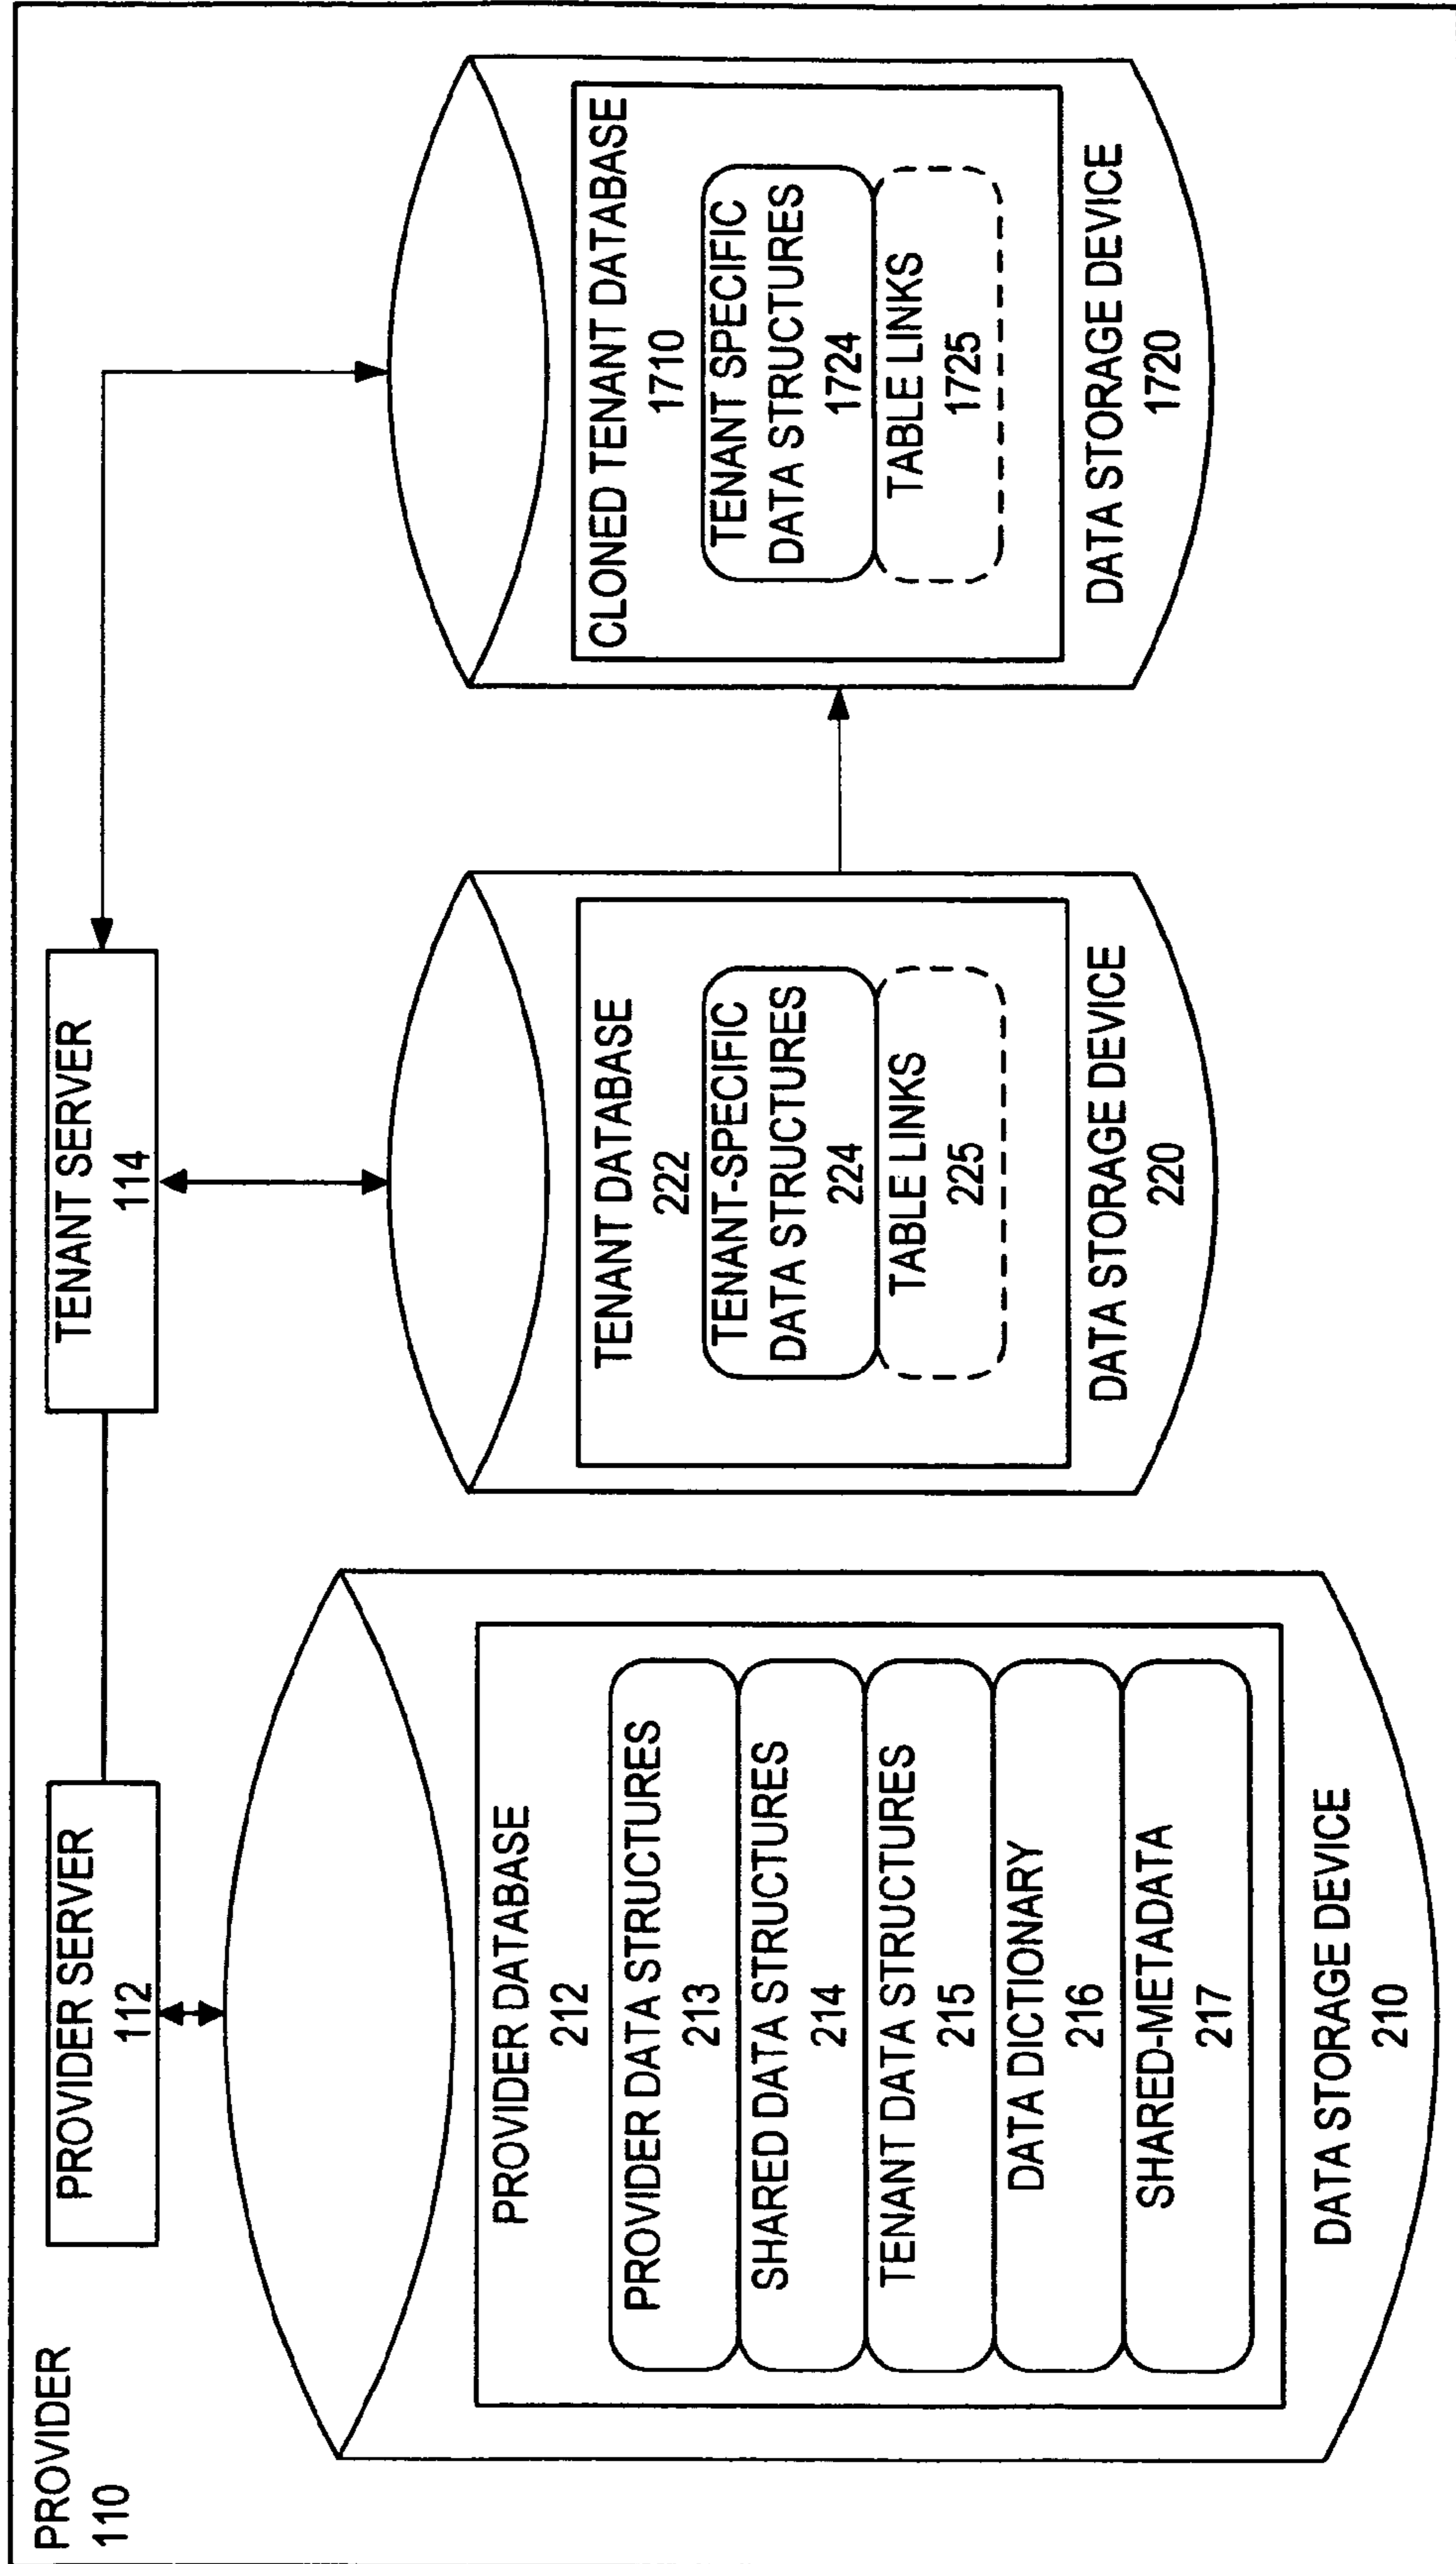 PROVIDER
110
PROVIDER SERVER
112
TENANT SERVER
114
PROVIDER DATABASE
212
PROVIDER DATA STRUCTURES
213
SHARED DATA STRUCTURES
214
TENANT DATA STRUCTURES
215
DATA DICTIONARY
216
SHARED-METADATA
217
DATA STORAGE DEVICE
210
TENANT DATABASE
222
TENANT-SPECIFIC
DATA STRUCTURES
224
TABLE LINKS
225
DATA STORAGE DEVICE
220
CLONED TENANT DATABASE
1710
TENANT SPECIFIC
DATA STRUCTURES
1724
TABLE LINKS
1725
DATA STORAGE DEVICE
1720